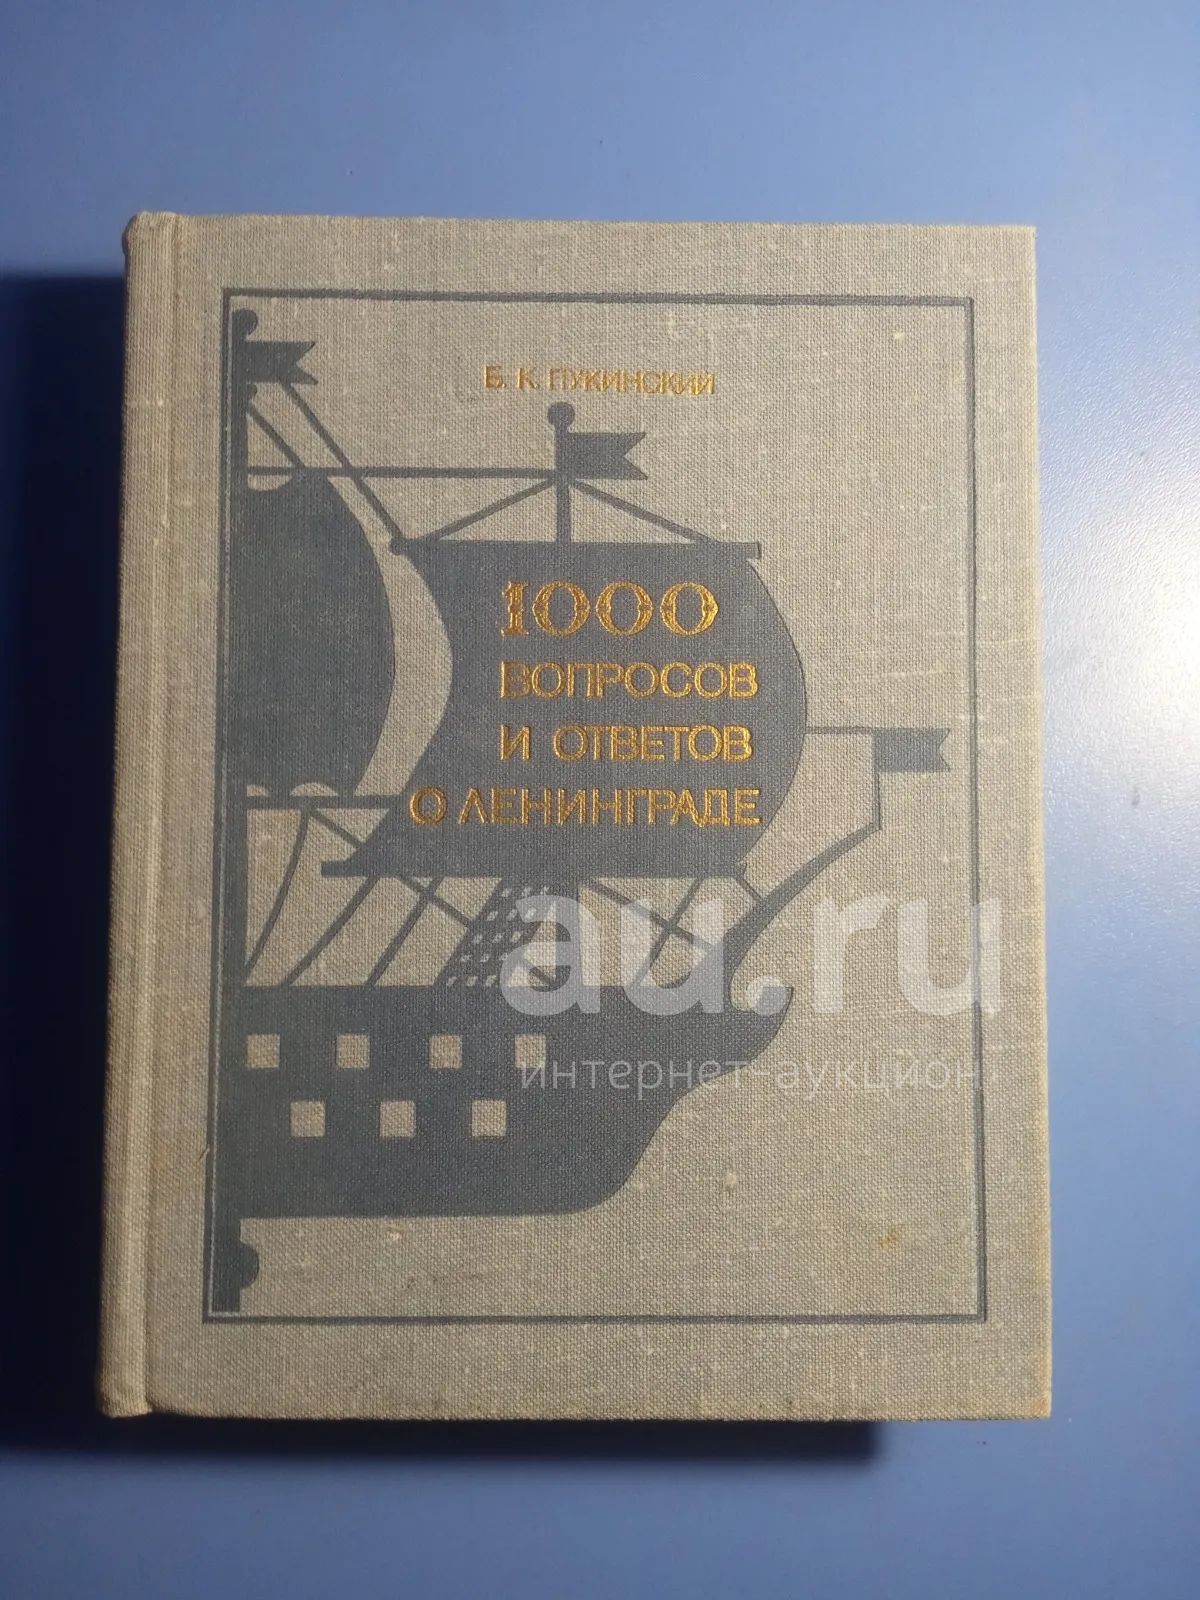 Б. К. ПУКИНСКИЙ
1000
ВОПРОСОВ
И ОТВЕТОВ
О ЛЕНИНГРАДЕ
au.ru
интернет-аукцион